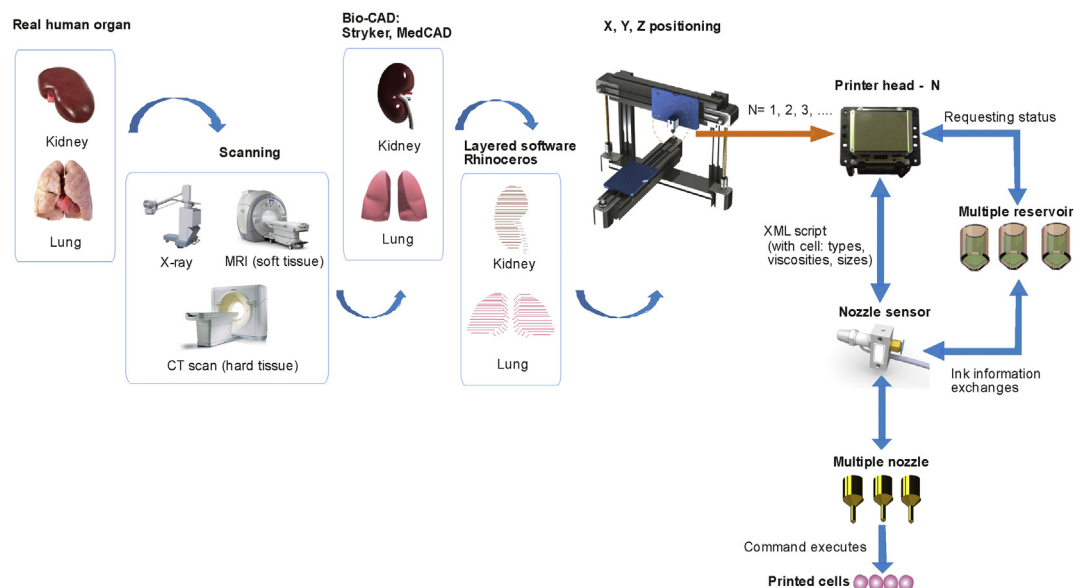 Real human organ
Kidney
Lung
Scanning
X-ray
MRI (soft tissue)
CT scan (hard tissue)
Bio-CAD:
Stryker, MedCAD
Kidney
Lung
Layered software
Rhinoceros
Kidney
Lung
X, Y, Z positioning
N= 1, 2, 3, ....
Printer head - N
Requesting status
Multiple reservoir
XML script
(with cell: types,
viscosities, sizes)
Nozzle sensor
Ink information
exchanges
Multiple nozzle
Command executes
Printed cells